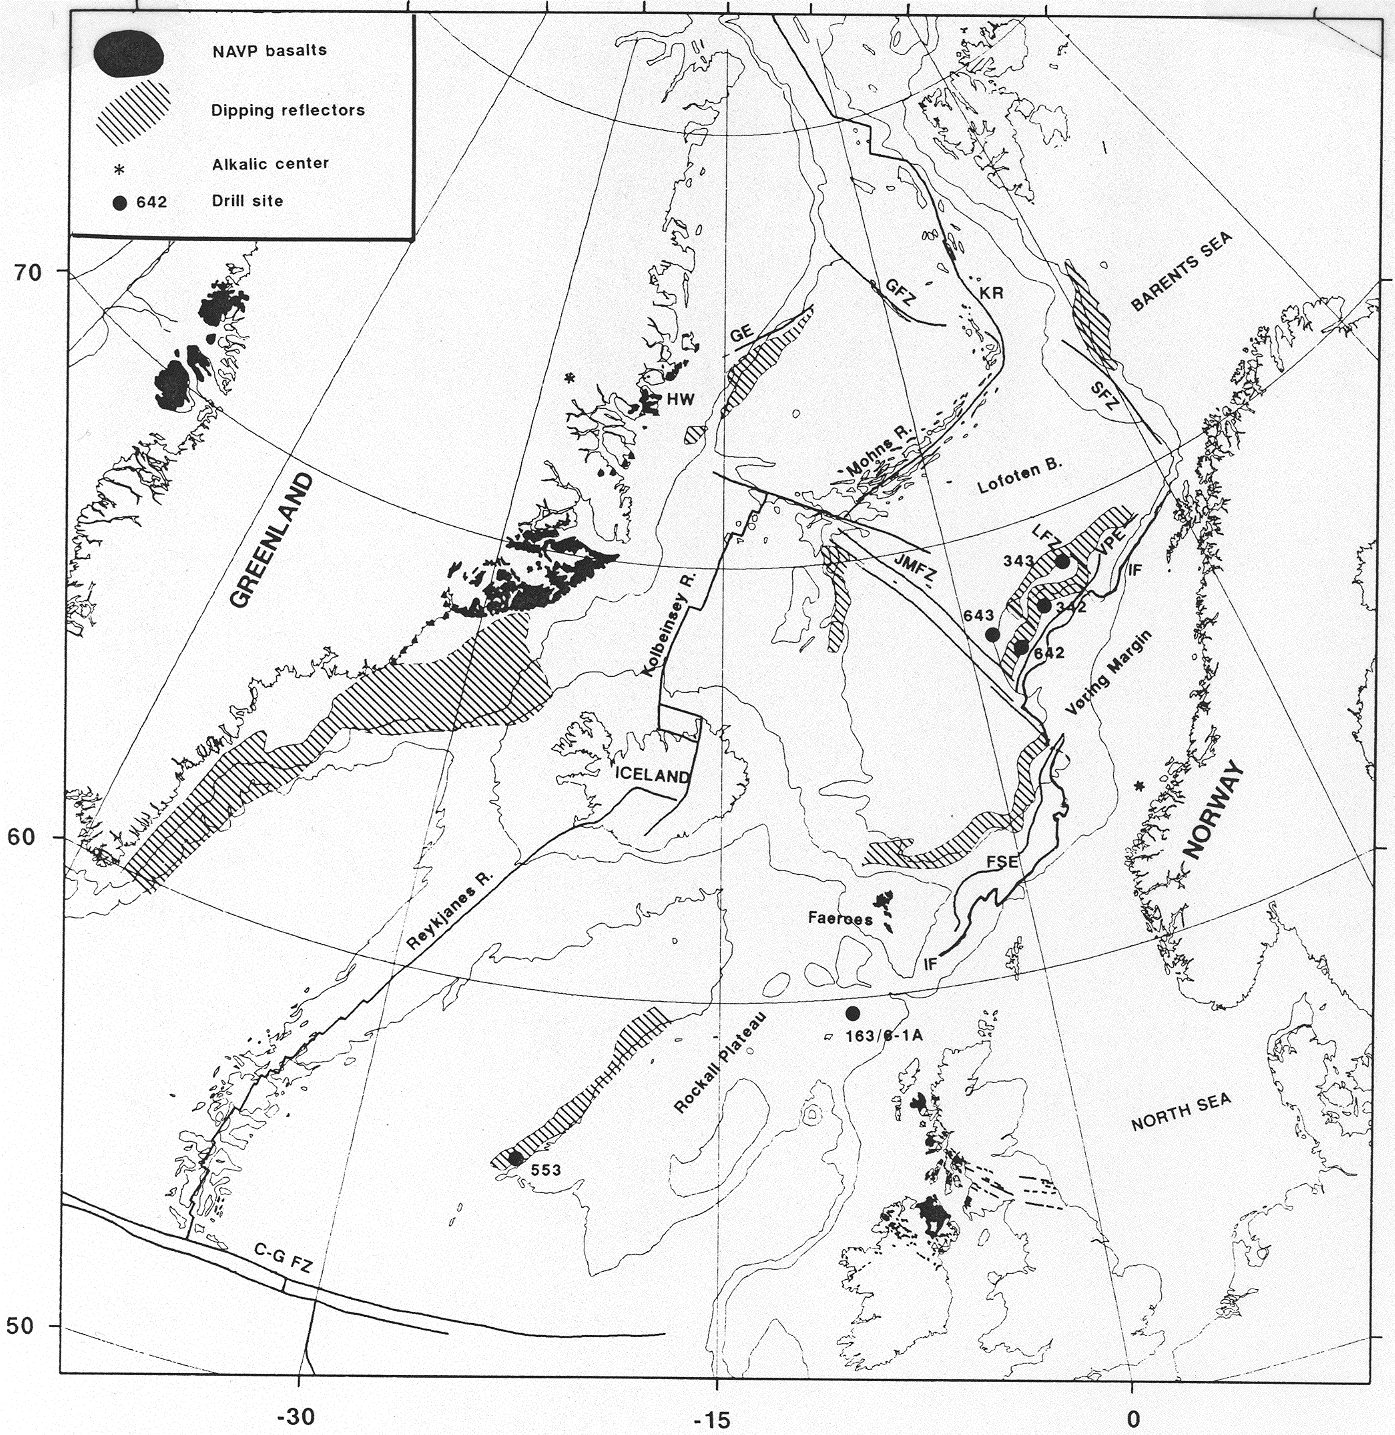 NAVP basalts
Dipping reflectors
* Alkalic center
642 Drill site
70
60
50
-30
-15
0
GREENLAND
HW
GE
GFZ
KR
BARENTS SEA
SFZ
Mohns R.
Lofoten B.
LFZ
343
VPE
IF
JMFZ
342
643
642
Vøring Margin
Kolbeinsey R.
ICELAND
NORWAY
*
*
FSE
Faeroes
IF
Reykjanes R.
Rockall Plateau
163/6-1A
NORTH SEA
553
C-G FZ